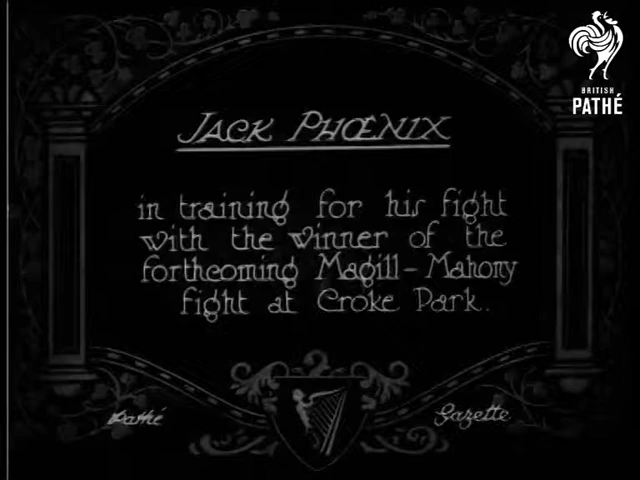 BRITISH
PATHÉ
JACK PHŒNIX
in training for his fight
with the winner of the
forthcoming Magill - Mahony
fight at Croke Park.
Pathé
Gazette